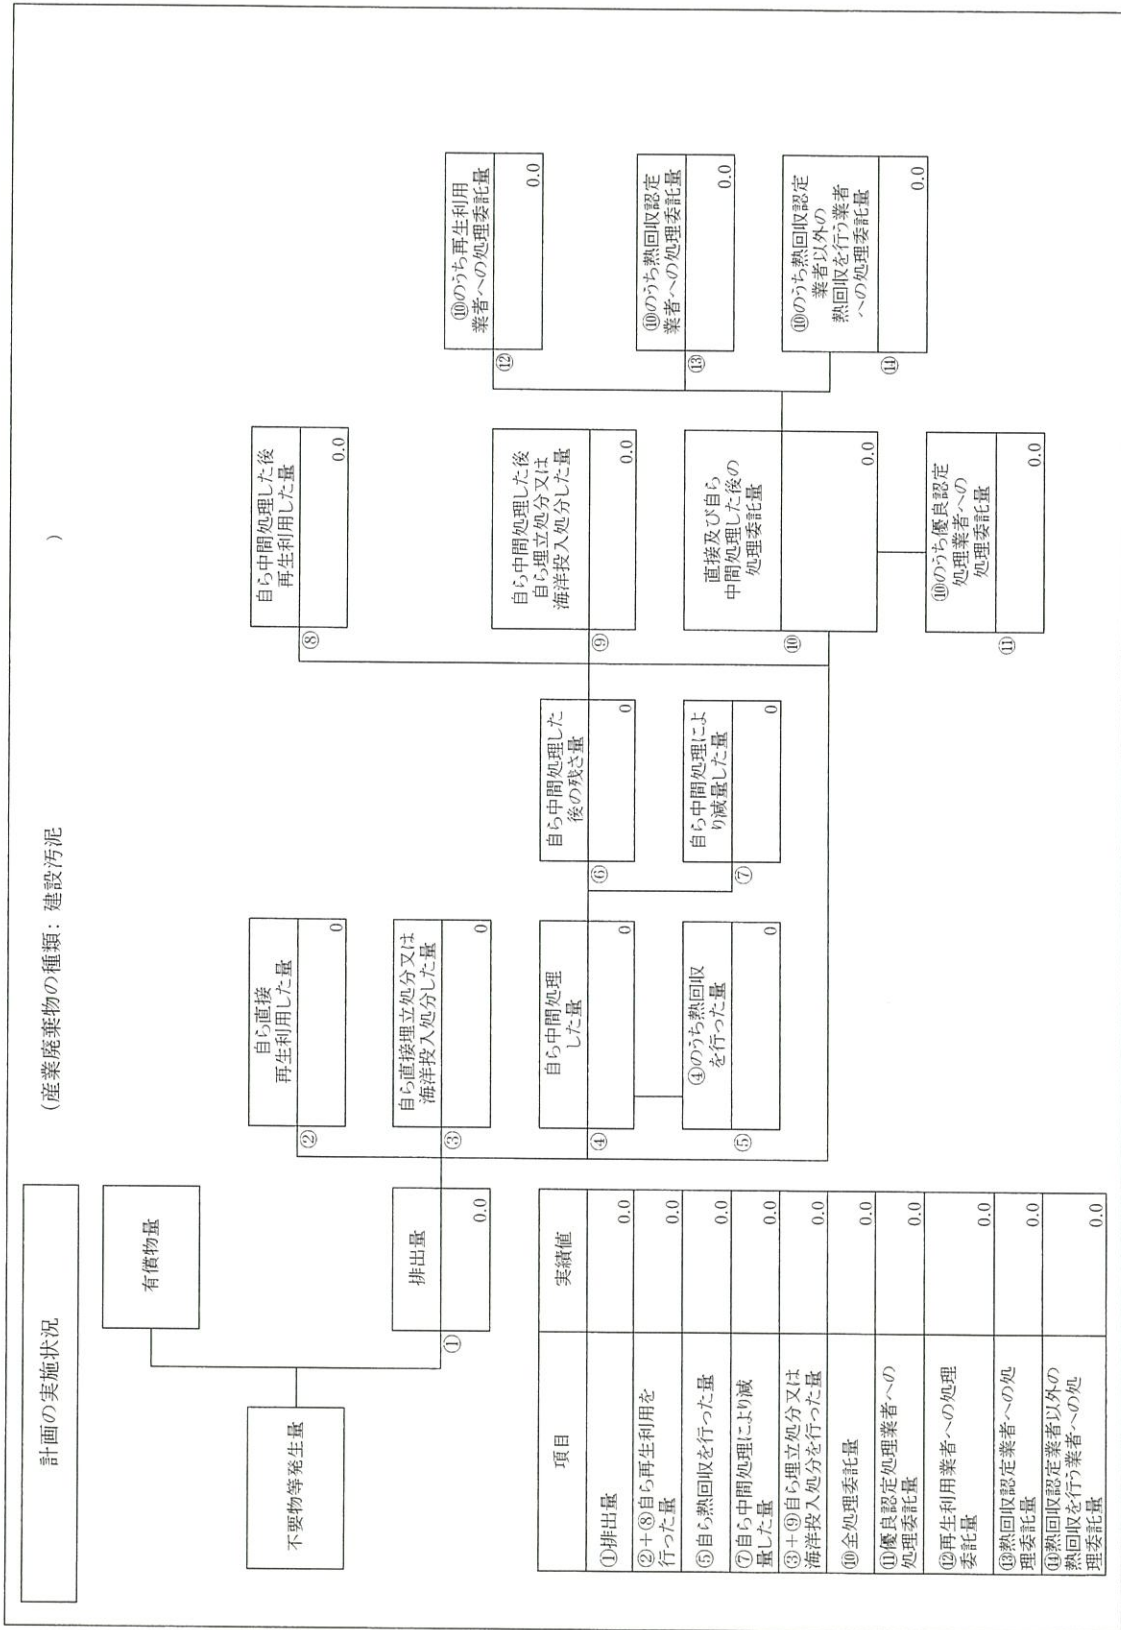 計画の実施状況
(産業廃棄物の種類: 建設汚泥
)
不要物等発生量
有償物量
排出量
①
0.0
自ら直接
再生利用した量
②
0
自ら直接埋立処分又は
海洋投入処分した量
③
0
自ら中間処理
した量
④
0
④のうち熱回収
を行った量
⑤
0
自ら中間処理した
後の残さ量
⑥
0
自ら中間処理によ
り減量した量
⑦
0
自ら中間処理した後
再生利用した量
⑧
0.0
自ら中間処理した後
自ら埋立処分又は
海洋投入処分した量
⑨
0.0
直接及び自ら
中間処理した後の
処理委託量
⑩
0.0
⑩のうち優良認定
処理業者への
処理委託量
⑪
0.0
⑩のうち再生利用
業者への処理委託量
⑫
0.0
⑩のうち熱回収認定
業者への処理委託量
⑬
0.0
⑩のうち熱回収認定
業者以外の
熱回収を行う業者
への処理委託量
⑭
0.0
項目 実績値
①排出量 0.0
②+⑧自ら再生利用を
行った量 0.0
⑤自ら熱回収を行った量 0.0
⑦自ら中間処理により減
量した量 0.0
③+⑨自ら埋立処分又は
海洋投入処分を行った量 0.0
⑩全処理委託量 0.0
⑪優良認定処理業者への
処理委託量 0.0
⑫再生利用業者への処理
委託量 0.0
⑬熱回収認定業者への処
理委託量 0.0
⑭熱回収認定業者以外の
熱回収を行う業者への処
理委託量 0.0